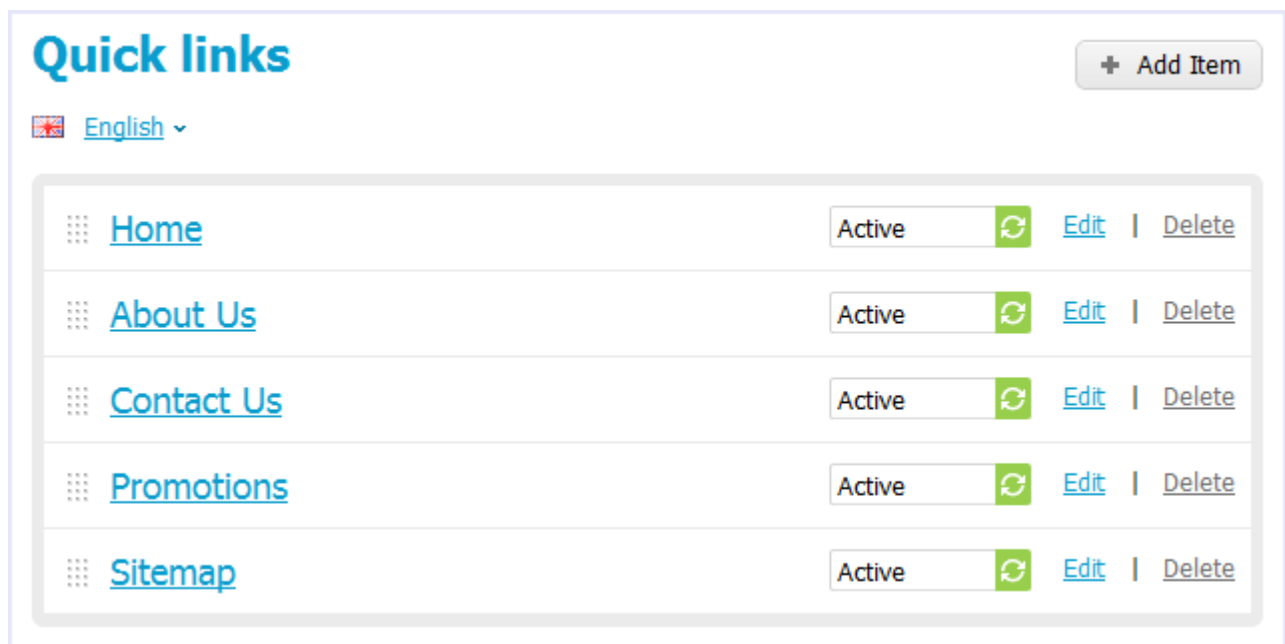 Quick links
+ Add Item
English
Home Active Edit | Delete
About Us Active Edit | Delete
Contact Us Active Edit | Delete
Promotions Active Edit | Delete
Sitemap Active Edit | Delete